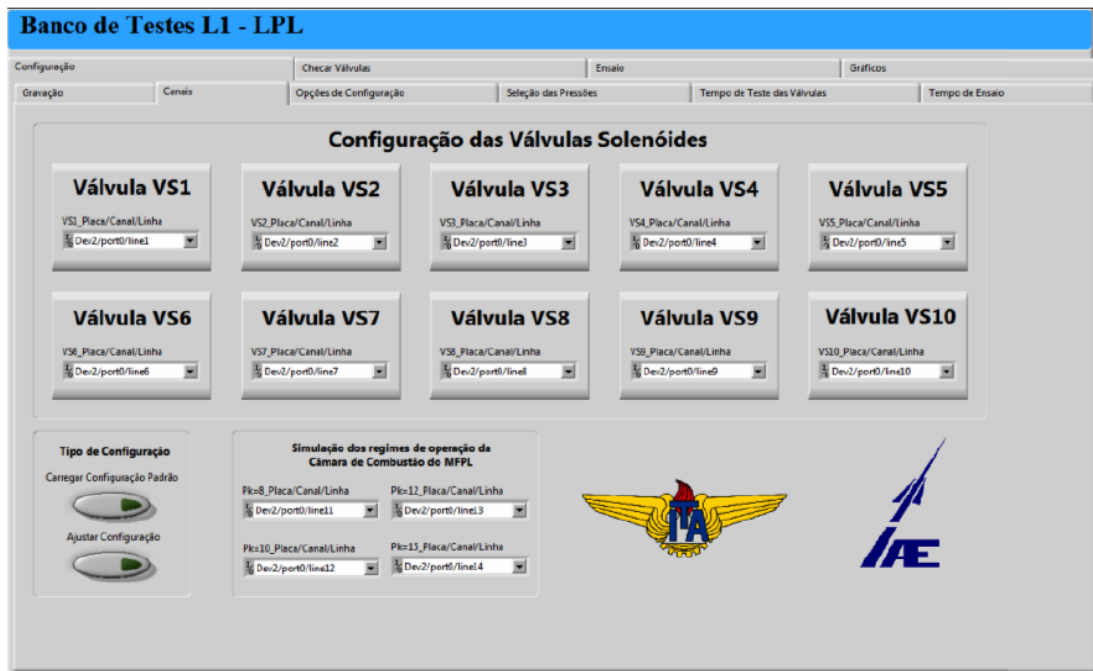 Banco de Testes L1 - LPL
Configuração Checar Válvulas Ensaio Gráficos
Gravação Canais Opções de Configuração Seleção das Pressões Tempo de Teste das Válvulas Tempo de Ensaio
Configuração das Válvulas Solenóides
Válvula VS1 Válvula VS2 Válvula VS3 Válvula VS4 Válvula VS5
VS1_Placa/Canal/Linha VS2_Placa/Canal/Linha VS3_Placa/Canal/Linha VS4_Placa/Canal/Linha VS5_Placa/Canal/Linha
Dev2/port0/line1 Dev2/port0/line2 Dev2/port0/line3 Dev2/port0/line4 Dev2/port0/line5
Válvula VS6 Válvula VS7 Válvula VS8 Válvula VS9 Válvula VS10
VS6_Placa/Canal/Linha VS7_Placa/Canal/Linha VS8_Placa/Canal/Linha VS9_Placa/Canal/Linha VS10_Placa/Canal/Linha
Dev2/port0/line6 Dev2/port0/line7 Dev2/port0/line8 Dev2/port0/line9 Dev2/port0/line10
Tipo de Configuração
Carregar Configuração Padrão
Ajustar Configuração
Simulação dos regimes de operação da
Câmara de Combustão do MFPL
Pk=8_Placa/Canal/Linha Pk=12_Placa/Canal/Linha
Dev2/port0/line11 Dev2/port0/line13
Pk=10_Placa/Canal/Linha Pk=15_Placa/Canal/Linha
Dev2/port0/line12 Dev2/port0/line14
ITA
IAE